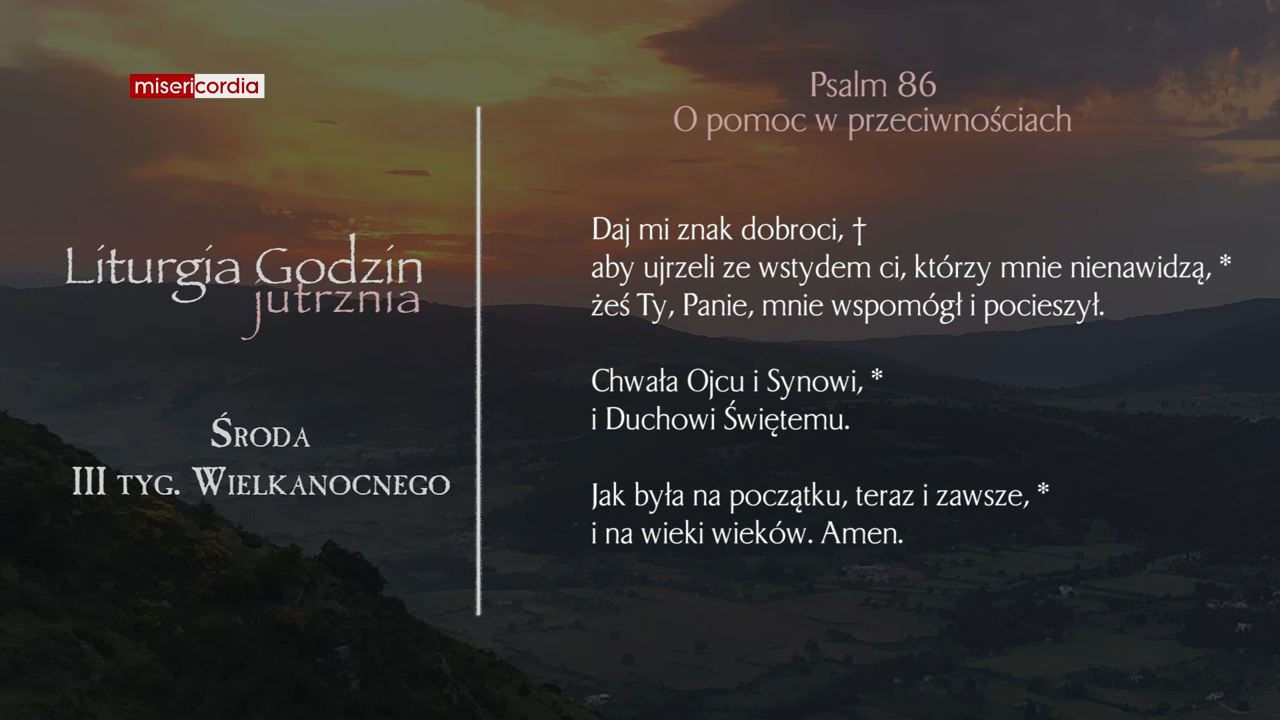 misericordia
Liturgia Godzin
jutrznia
Środa
III tyg. Wielkanocnego
Psalm 86
O pomoc w przeciwnościach
Daj mi znak dobroci, †
aby ujrzeli ze wstydem ci, którzy mnie nienawidzą, *
żeś Ty, Panie, mnie wspomógł i pocieszył.
Chwała Ojcu i Synowi, *
i Duchowi Świętemu.
Jak była na początku, teraz i zawsze, *
i na wieki wieków. Amen.